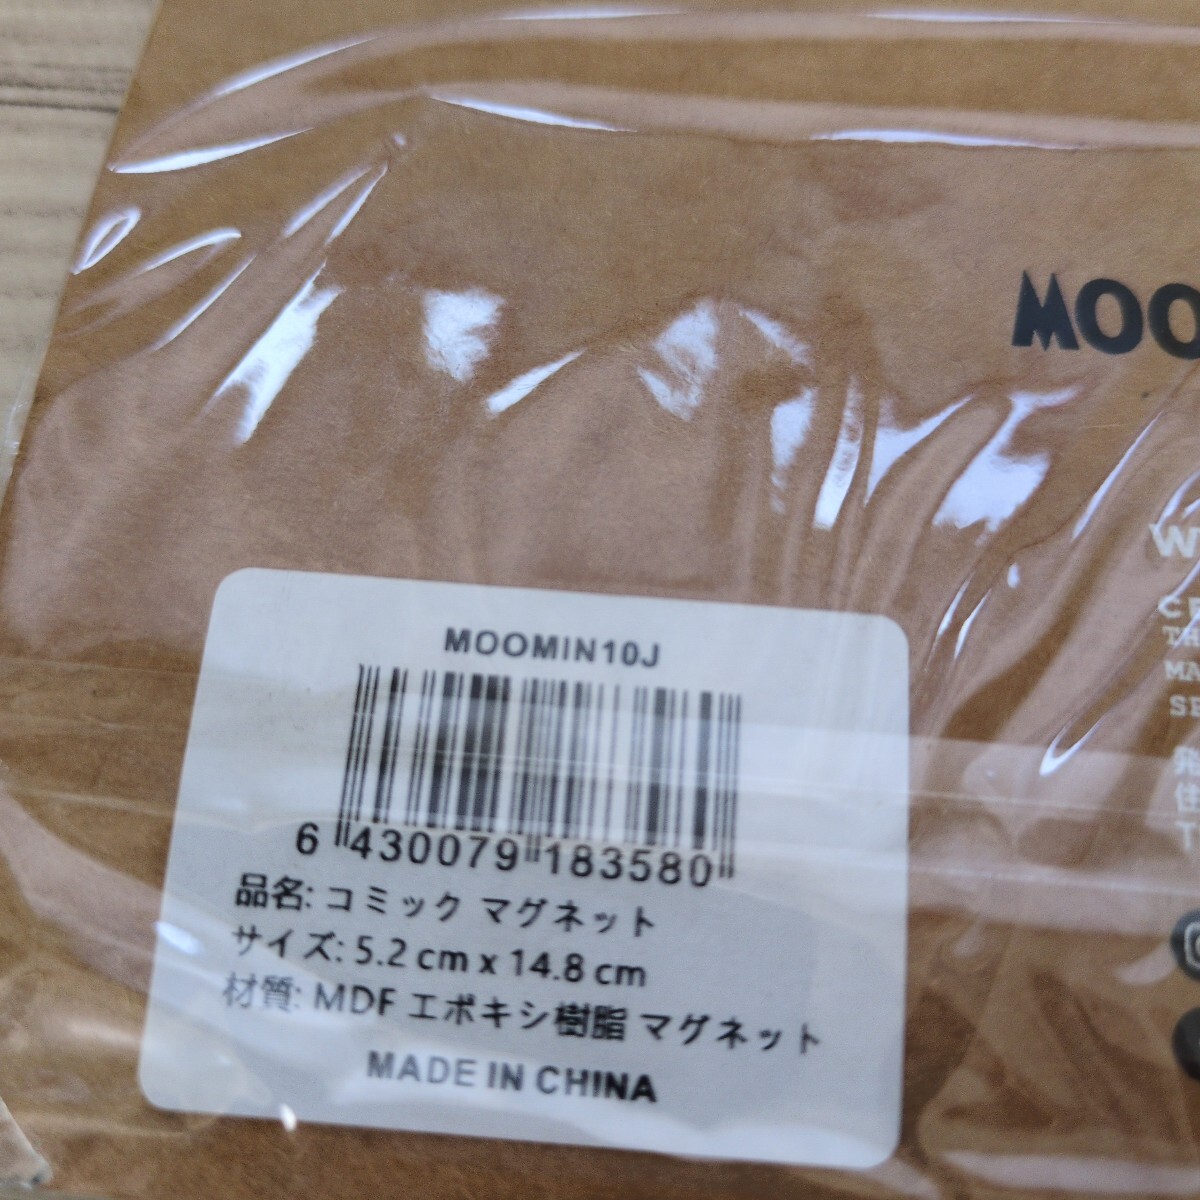 MOO
W
MOOMIN10J
6 430079 183580
品名: コミック マグネット
サイズ: 5.2 cm x 14.8 cm
材質: MDF エポキシ樹脂 マグネット
MADE IN CHINA
TH
SE
住
T